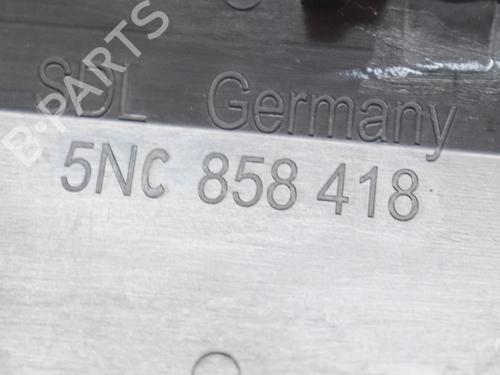 B-PARTS
SDL Germany
5NC 858 418